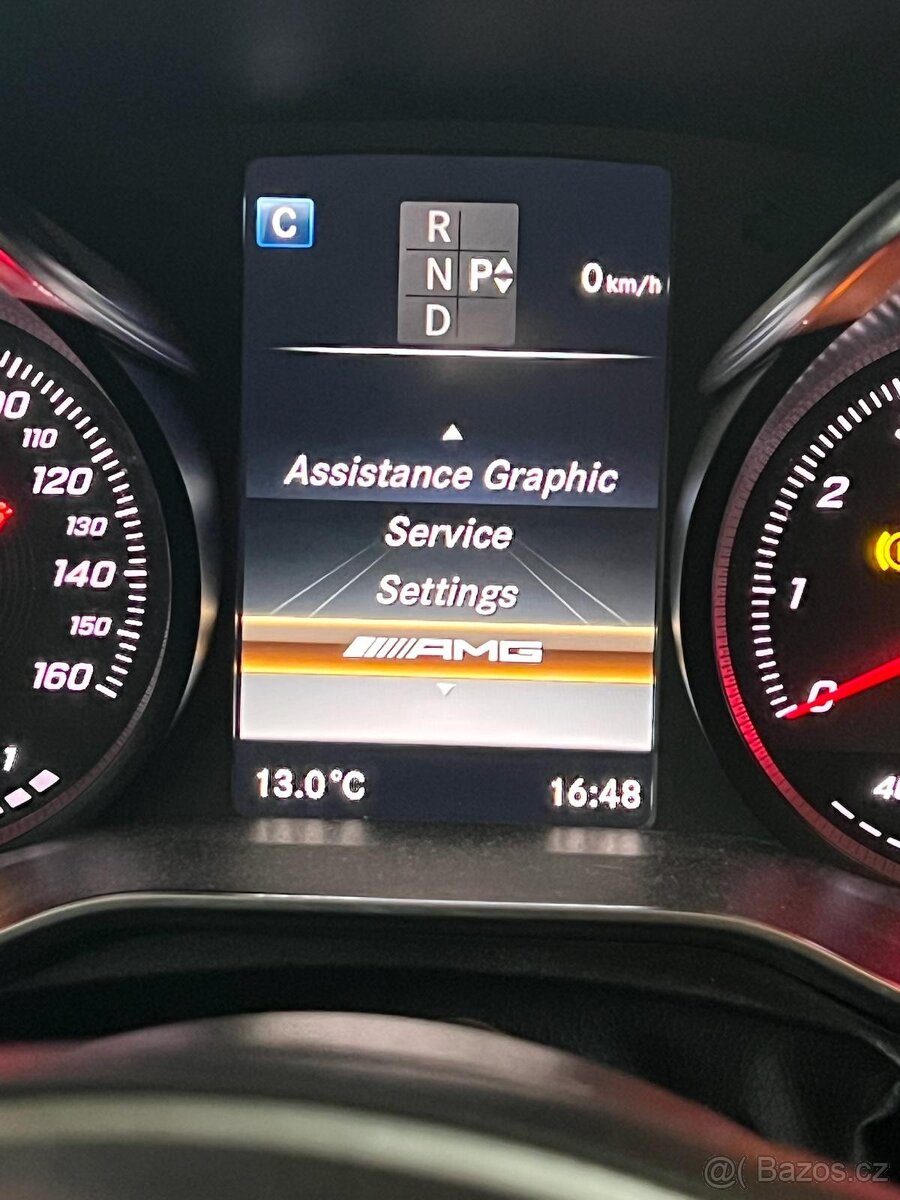 C
R
N P
D
0 km/h
Assistance Graphic
Service
Settings
AMG
13.0°C
16:48
110
120
130
140
150
160
1
2
1
0
@( Bazos.cz